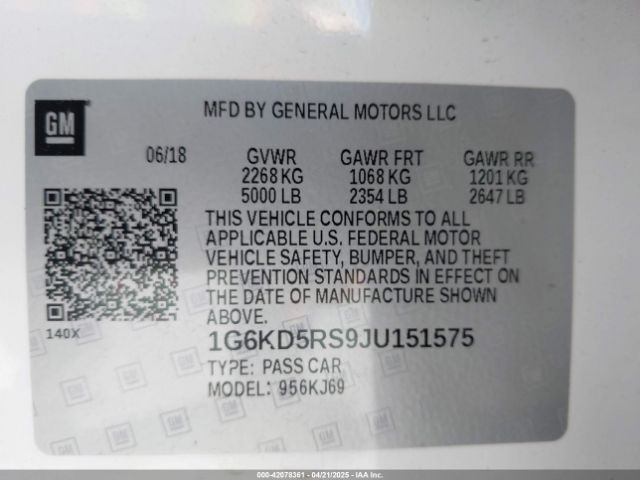 GM
MFD BY GENERAL MOTORS LLC
06/18 GVWR GAWR FRT GAWR RR
2268 KG 1068 KG 1201 KG
5000 LB 2354 LB 2647 LB
THIS VEHICLE CONFORMS TO ALL
APPLICABLE U.S. FEDERAL MOTOR
VEHICLE SAFETY, BUMPER, AND THEFT
PREVENTION STANDARDS IN EFFECT ON
THE DATE OF MANUFACTURE SHOWN
ABOVE.
140X
1G6KD5RS9JU151575
TYPE: PASS CAR
MODEL: 956KJ69
000-42078361 - 04/21/2025 - IAA Inc.